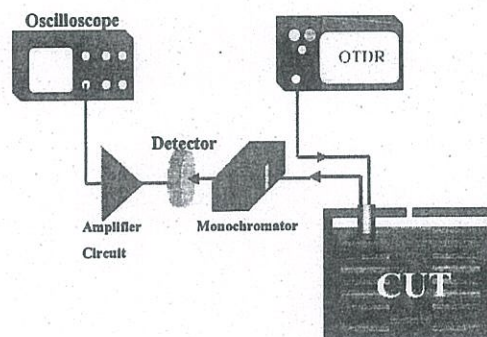 Oscilloscope
OTDR
Detector
Amplifier
Circuit
Monochromator
CUT